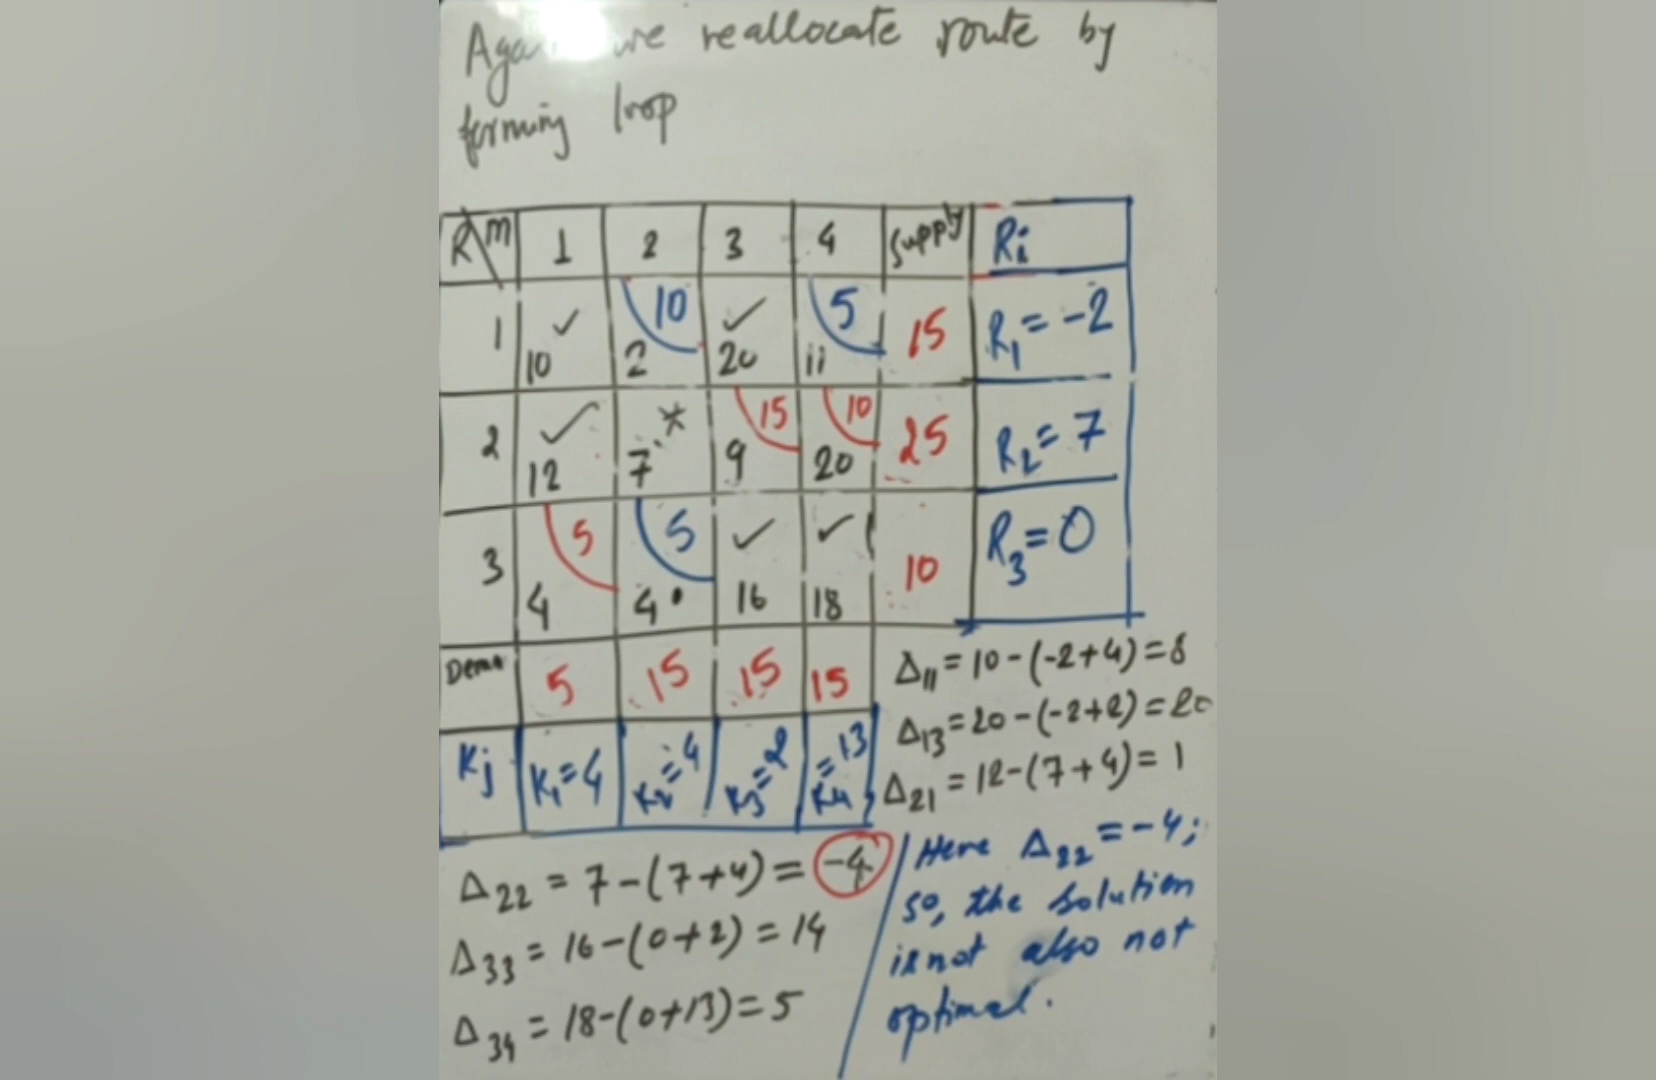 we reallocate route by
forming loop
R m 1 2 3 4 Supply Ri
1 10 ✓ 2 10 20 ✓ 11 5 15 R₁ = -2
2 12 ✓ 7 * 9 15 20 10 25 R₂ = 7
3 4 5 4 5 16 ✓ 18 ✓ 10 R₃ = 0
5 15 15 15
Kj K₁ = 4 K₂ = 4 K₃ = 2 K₄ = 13
Δ₁₁ = 10 - (-2+4) = 8
Δ₁₃ = 20 - (-2+2) = 20
Δ₂₁ = 12 - (7+4) = 1
Δ₂₂ = 7 - (7+4) = -4
Δ₃₃ = 16 - (0+2) = 14
Δ₃₄ = 18 - (0+13) = 5
Here Δ₂₂ = -4;
so, the solution
is not also not
optimal.